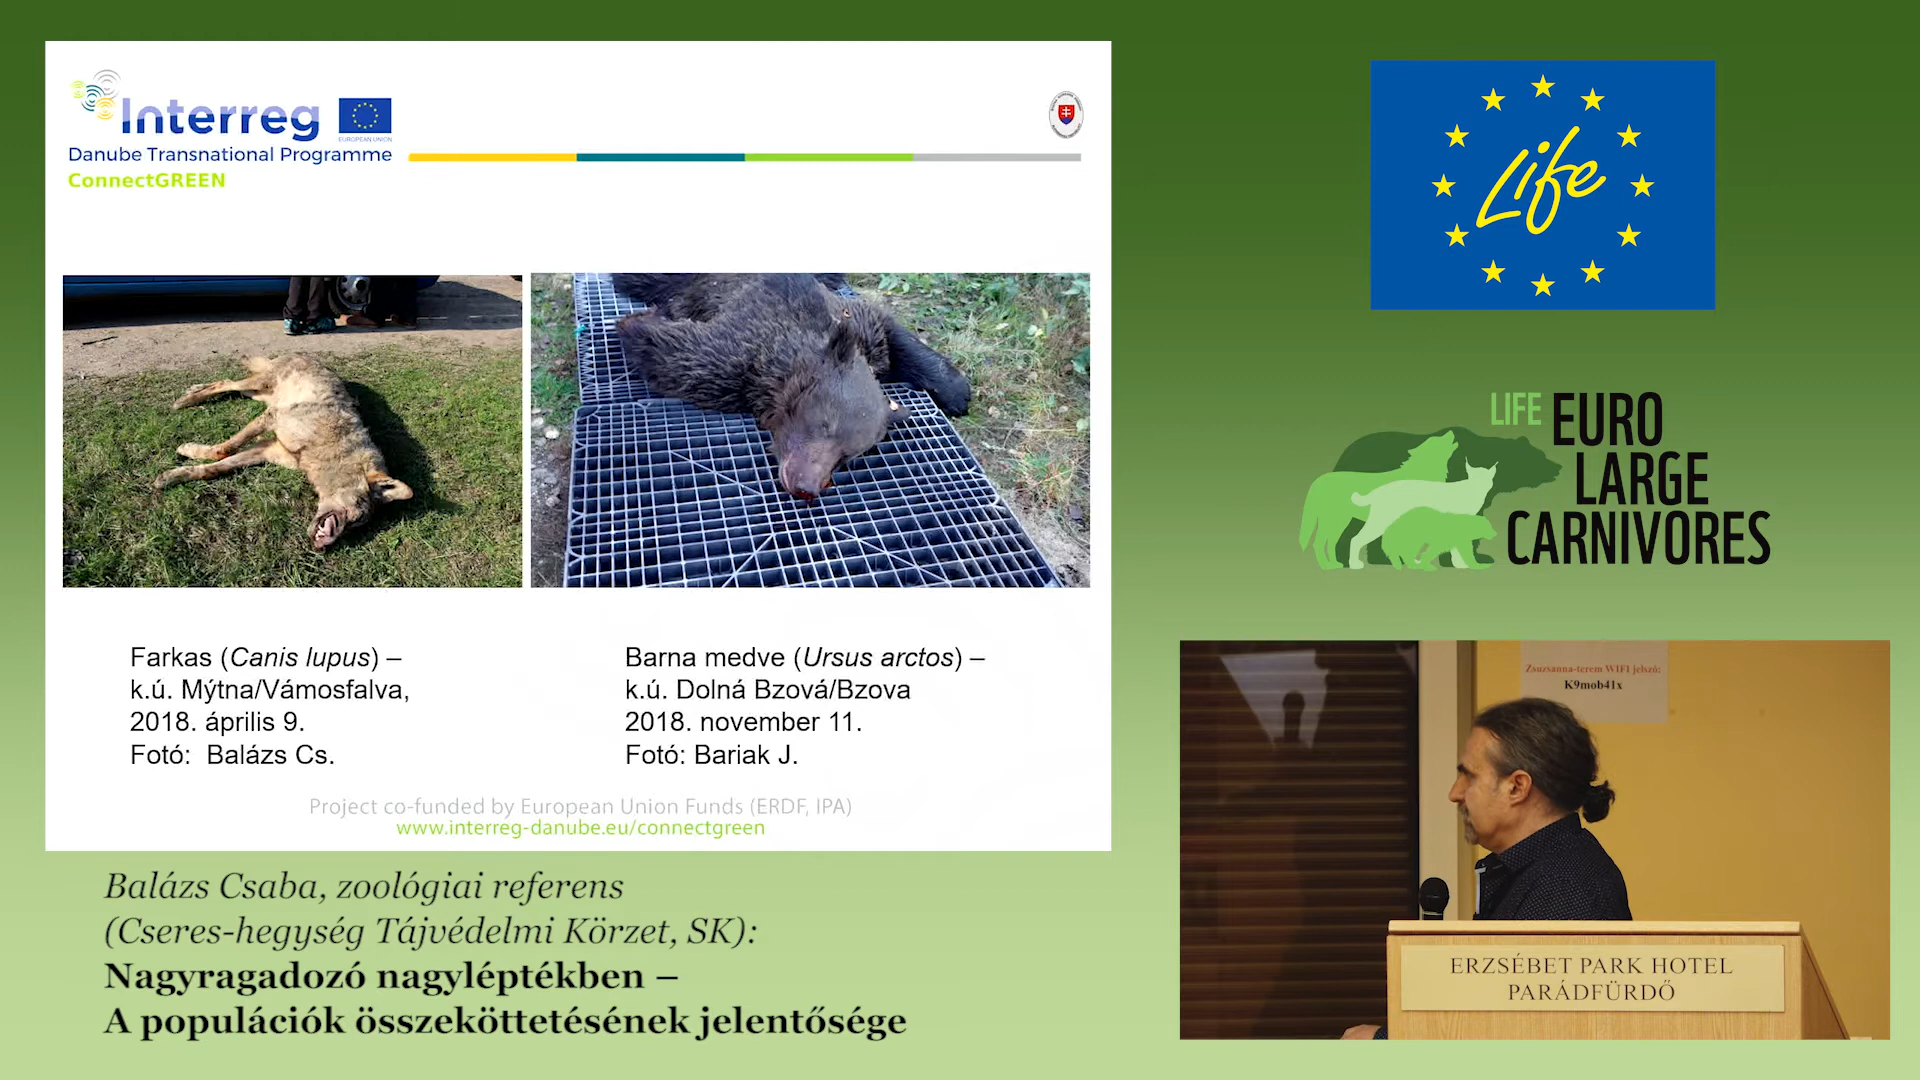 Interreg
EUROPEAN UNION
Danube Transnational Programme
ConnectGREEN
Farkas (Canis lupus) –
k.ú. Mýtna/Vámosfalva,
2018. április 9.
Fotó:  Balázs Cs.
Barna medve (Ursus arctos) –
k.ú. Dolná Bzová/Bzova
2018. november 11.
Fotó: Bariak J.
Project co-funded by European Union Funds (ERDF, IPA)
www.interreg-danube.eu/connectgreen
Balázs Csaba, zoológiai referens
(Cseres-hegység Tájvédelmi Körzet, SK):
Nagyragadozó nagyléptékben –
A populációk összeköttetésének jelentősége
Life
LIFE EURO
LARGE
CARNIVORES
Zsuzsanna-terem WIFI jelszó:
K9mob41x
ERZSÉBET PARK HOTEL
PARÁDFÜRDŐ